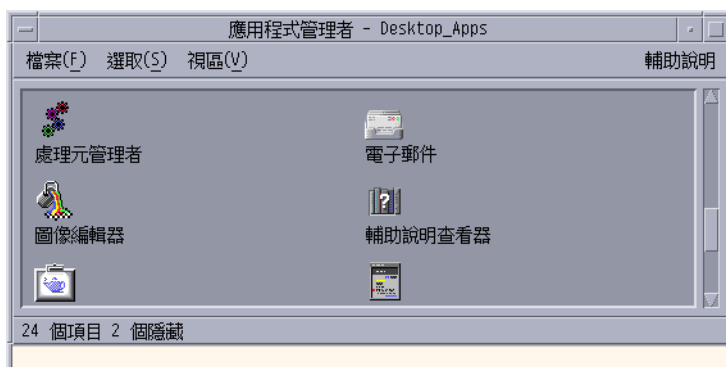 應用程式管理者 - Desktop_Apps
檔案(F) 選取(S) 視區(V) 輔助說明
處理元管理者 電子郵件
圖像編輯器 輔助說明查看器
24 個項目 2 個隱藏